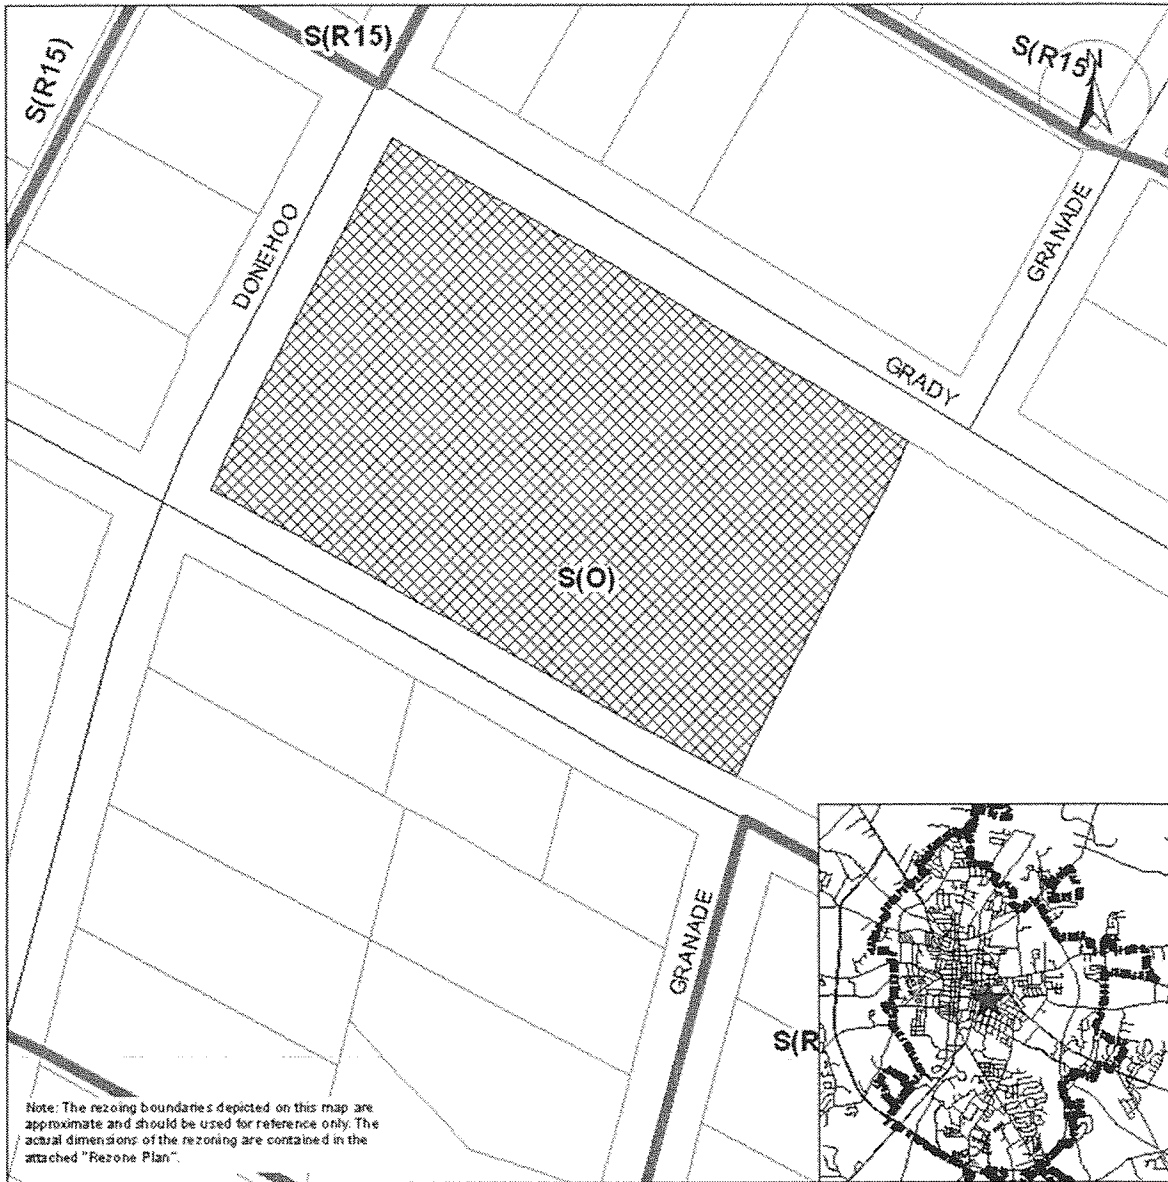 S(R15)
S(R15)
S(R15)
N
DONEHOO
GRANADE
GRADY
S(O)
GRANADE
S(R
Note: The rezoing boundaries depicted on this map are
approximate and should be used for reference only. The
actual dimensions of the rezoning are contained in the
attached "Rezone Plan".